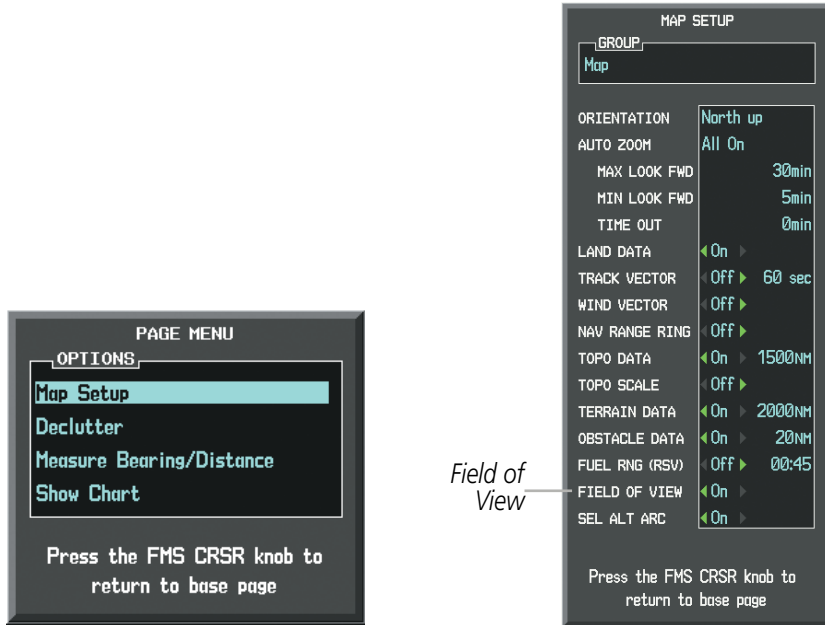 PAGE MENU
OPTIONS
Map Setup
Declutter
Measure Bearing/Distance
Show Chart
Press the FMS CRSR knob to
return to base page
Field of
View
MAP SETUP
GROUP
Map
ORIENTATION North up
AUTO ZOOM All On
MAX LOOK FWD 30min
MIN LOOK FWD 5min
TIME OUT 0min
LAND DATA On
TRACK VECTOR Off 60 sec
WIND VECTOR Off
NAV RANGE RING Off
TOPO DATA On 1500NM
TOPO SCALE Off
TERRAIN DATA On 2000NM
OBSTACLE DATA On 20NM
FUEL RNG (RSV) Off 00:45
FIELD OF VIEW On
SEL ALT ARC On
Press the FMS CRSR knob to
return to base page